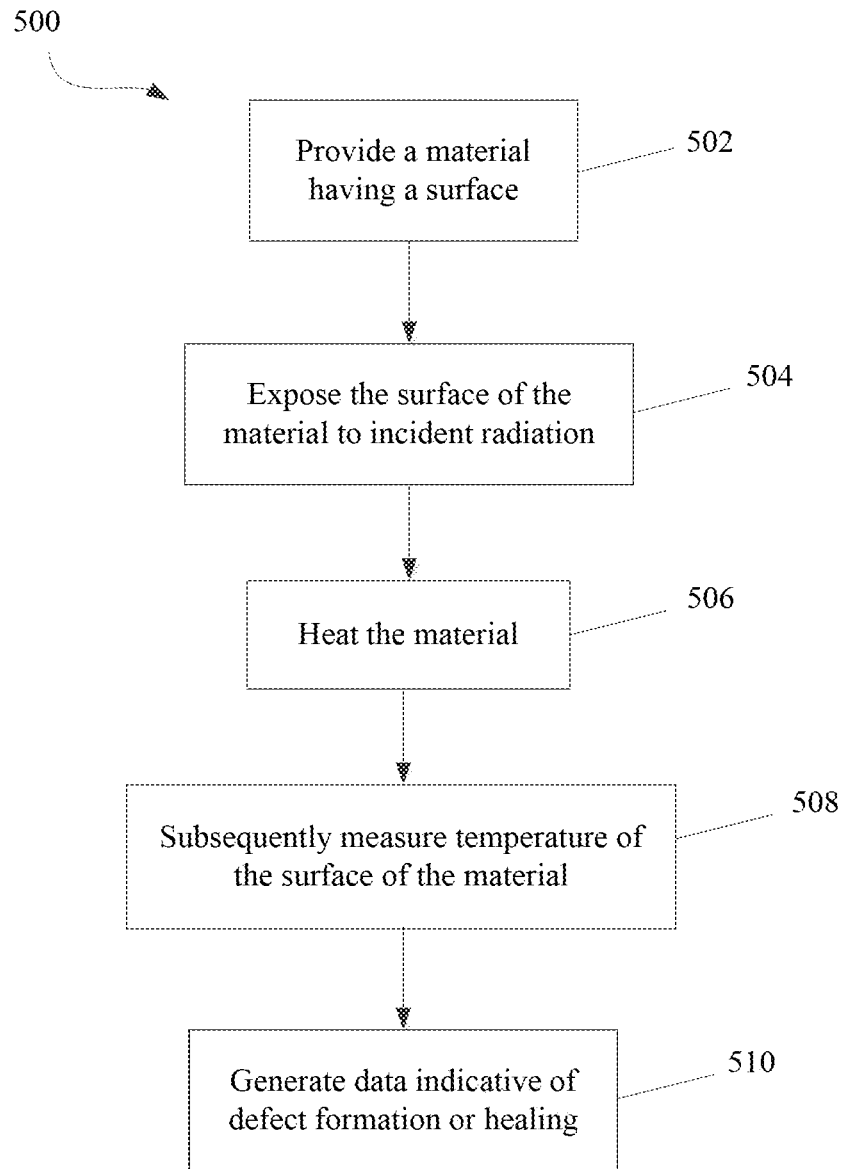 500
Provide a material
having a surface
502
Expose the surface of the
material to incident radiation
504
Heat the material
506
Subsequently measure temperature of
the surface of the material
508
Generate data indicative of
defect formation or healing
510